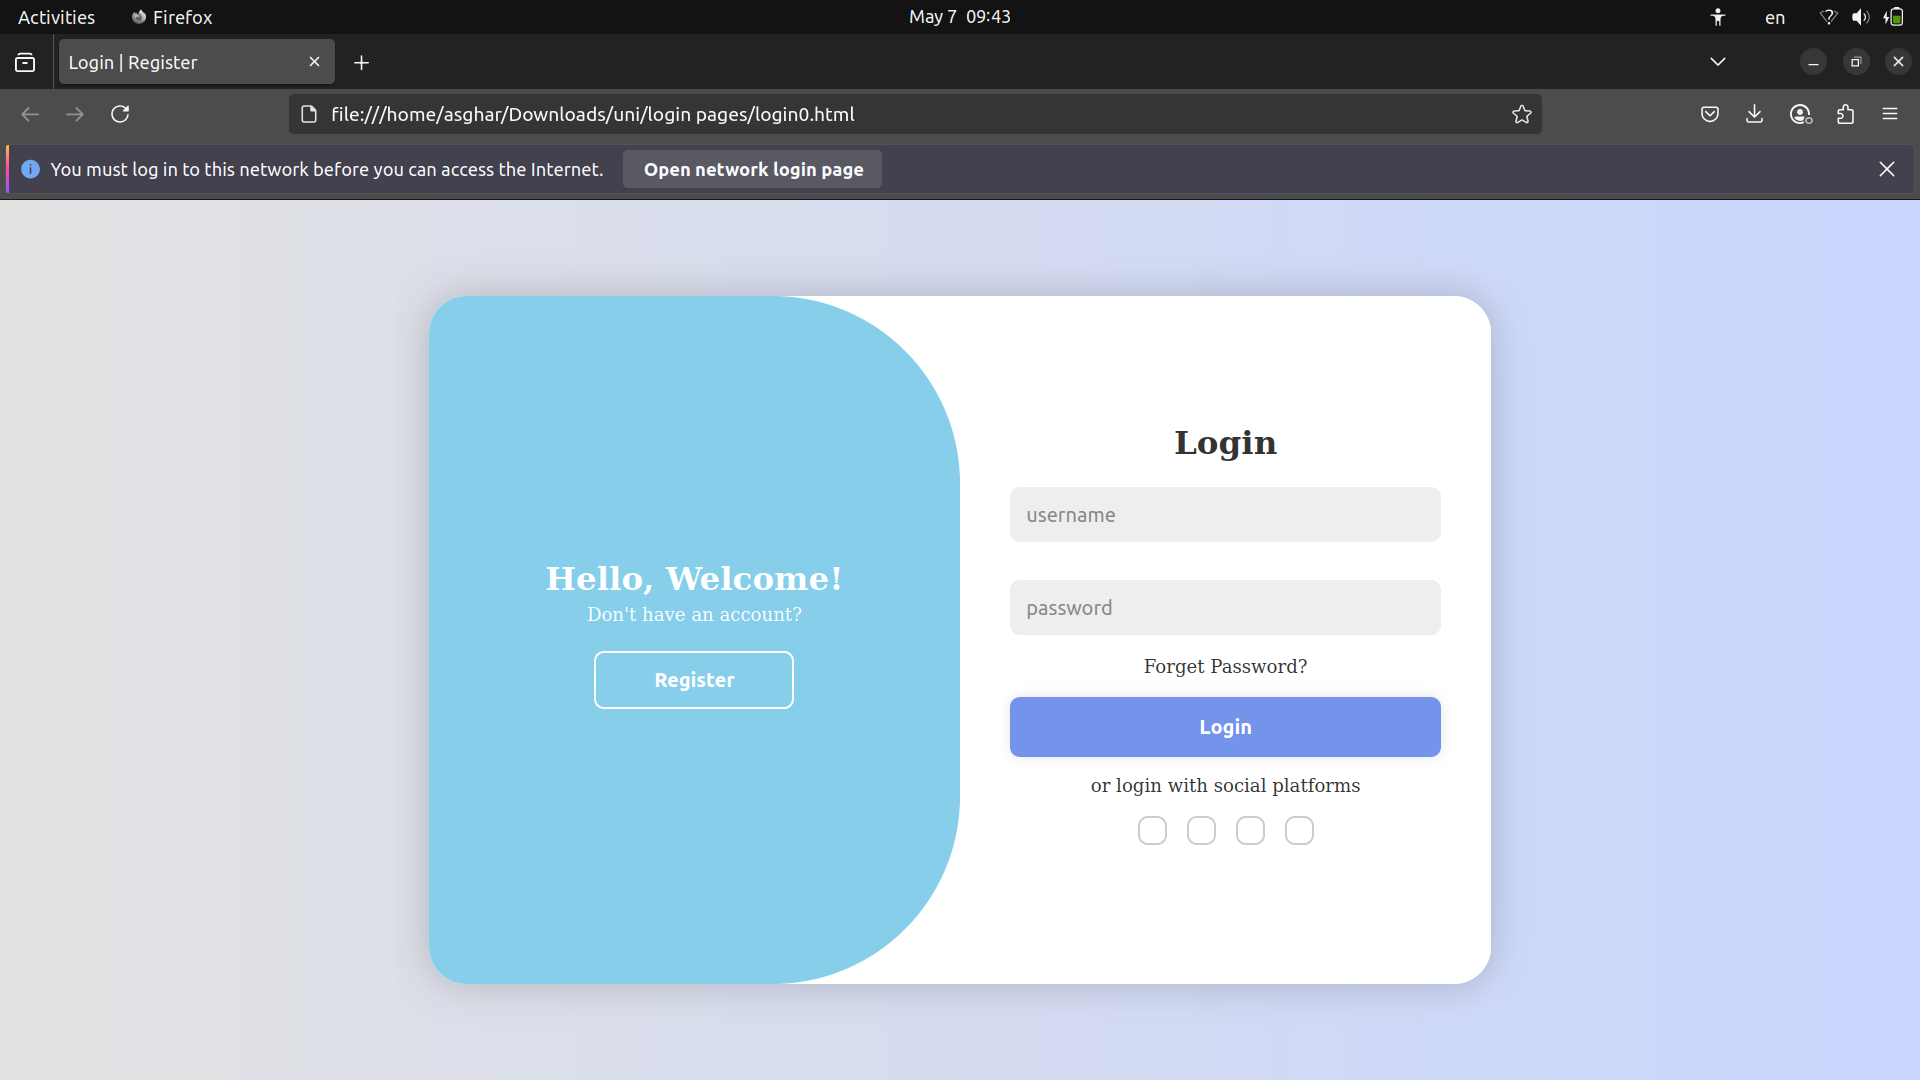 Activities
Firefox
May 7 09:43
en
Login | Register
file:///home/asghar/Downloads/uni/login pages/login0.html
You must log in to this network before you can access the Internet.
Open network login page
Hello, Welcome!
Don't have an account?
Register
Login
username
password
Forget Password?
Login
or login with social platforms